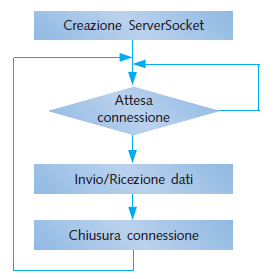 Creazione ServerSocket
Attesa
connessione
Invio/Ricezione dati
Chiusura connessione